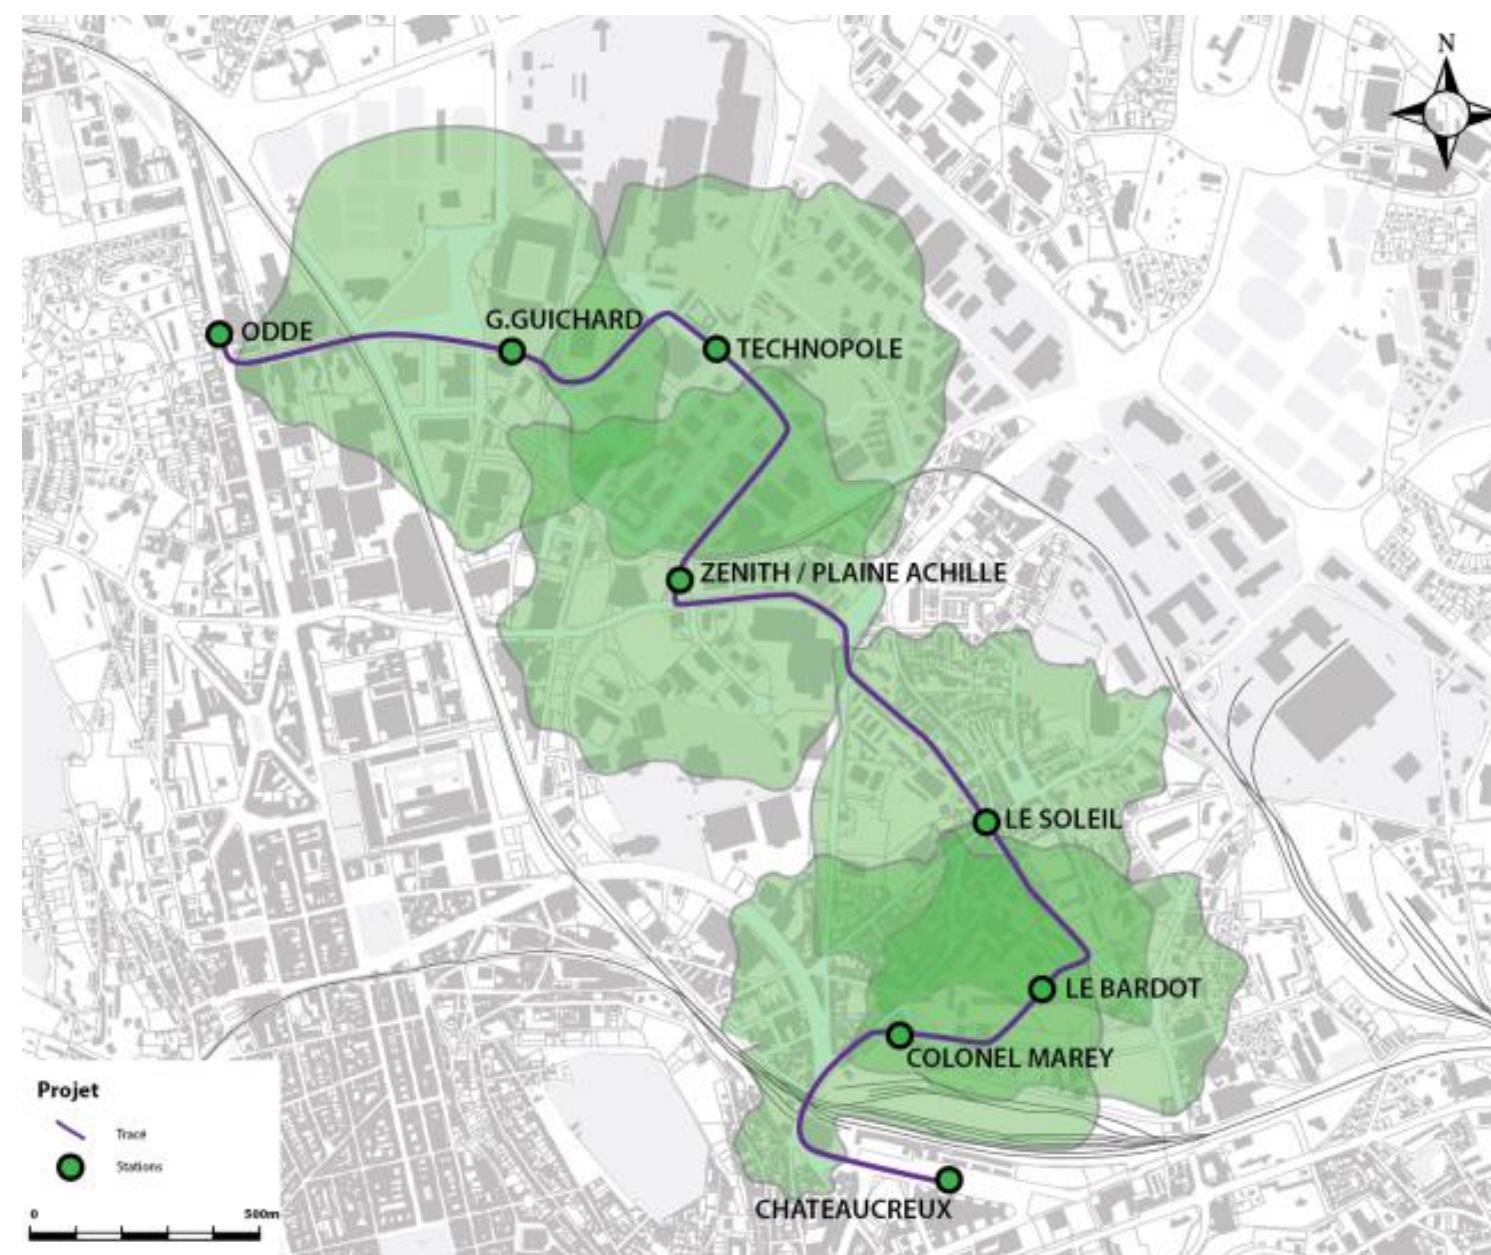 N
ODDE
G.GUICHARD
TECHNOPOLE
ZENITH / PLAINE ACHILLE
LE SOLEIL
LE BARDOT
COLONEL MAREY
CHATEAUCREUX
Projet
Tracé
Stations
0 500m